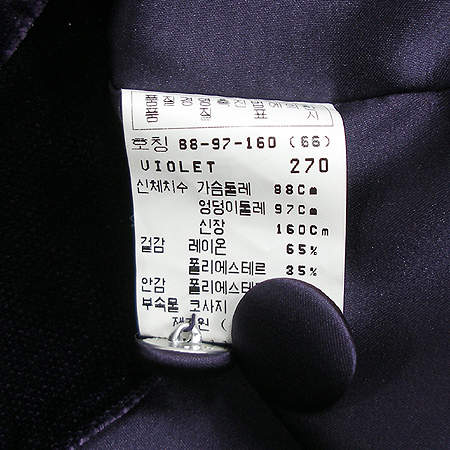 품질경영촉진법에의한
품질표시
호칭 88-97-160 (66)
VIOLET 270
신체치수 가슴둘레 88Cm
엉덩이둘레 97Cm
신장 160Cm
겉감 레이온 65%
폴리에스테르 35%
안감 폴리에스테르
부속물 코사지